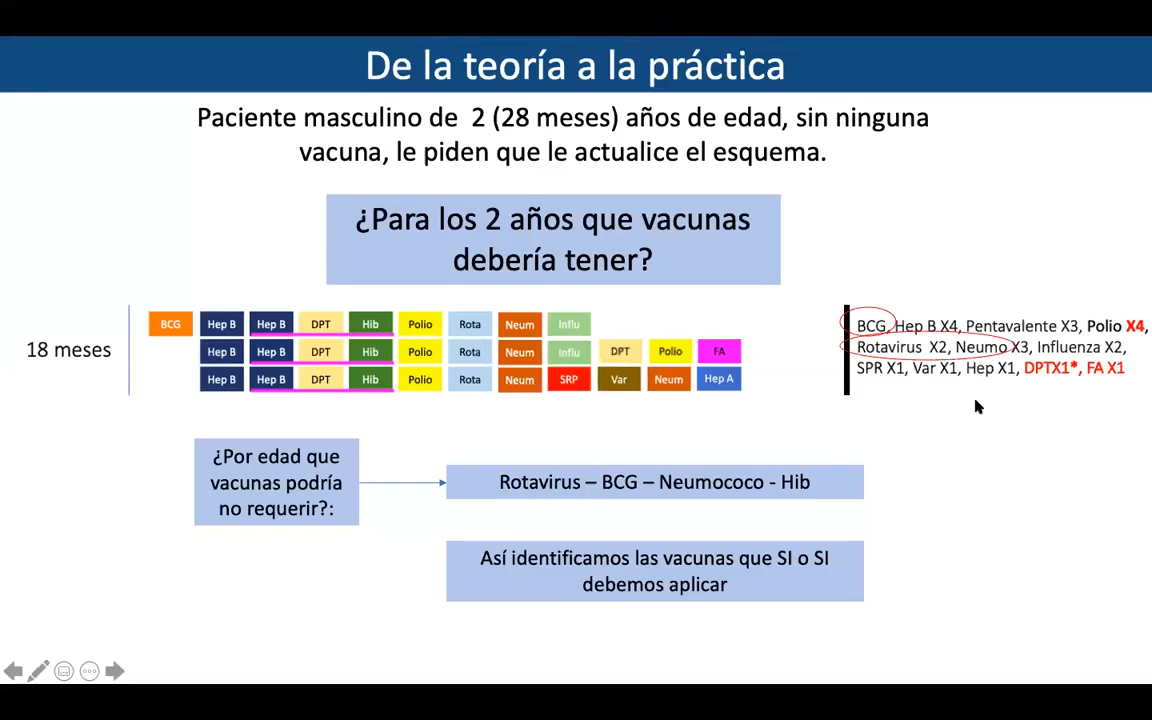 De la teoría a la práctica
Paciente masculino de 2 (28 meses) años de edad, sin ninguna
vacuna, le piden que le actualice el esquema.
¿Para los 2 años que vacunas
debería tener?
18 meses
BCG Hep B Hep B DPT Hib Polio Rota Neum Influ
Hep B Hep B DPT Hib Polio Rota Neum Influ DPT Polio FA
Hep B Hep B DPT Hib Polio Rota Neum SRP Var Neum Hep A
BCG, Hep B X4, Pentavalente X3, Polio X4,
Rotavirus X2, Neumo X3, Influenza X2,
SPR X1, Var X1, Hep X1, DPTX1*, FA X1
¿Por edad que
vacunas podría
no requerir?:
Rotavirus – BCG – Neumococo - Hib
Así identificamos las vacunas que SI o SI
debemos aplicar